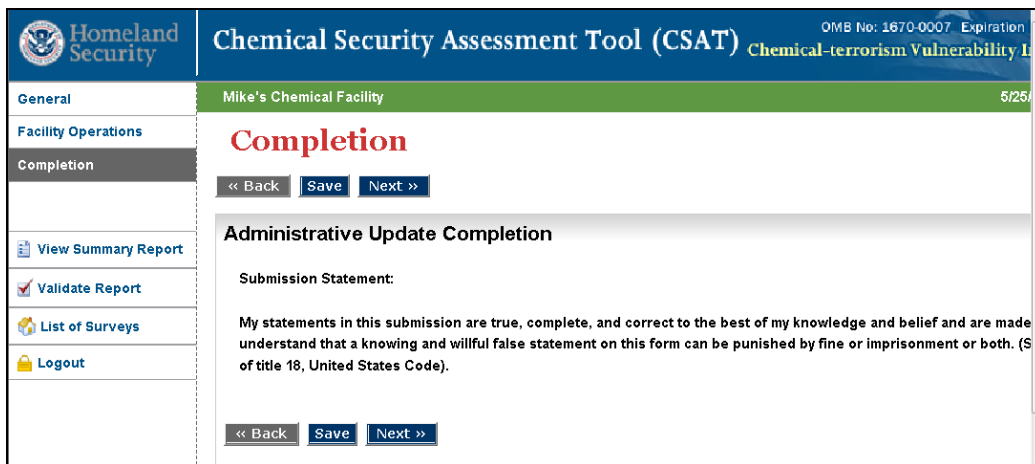 Homeland
Security
Chemical Security Assessment Tool (CSAT)
OMB No: 1670-0007 Expiration
Chemical-terrorism Vulnerability
General
Facility Operations
Completion
View Summary Report
Validate Report
List of Surveys
Logout
Mike's Chemical Facility
5/25/
Completion
« Back Save Next »
Administrative Update Completion
Submission Statement:
My statements in this submission are true, complete, and correct to the best of my knowledge and belief and are made
understand that a knowing and willful false statement on this form can be punished by fine or imprisonment or both. (S
of title 18, United States Code).
« Back Save Next »